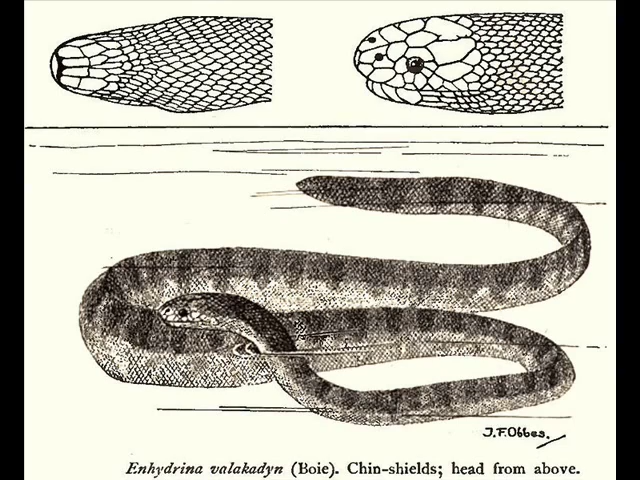 J.F.Obbes.
Enhydrina valakadyn (Boie). Chin-shields; head from above.